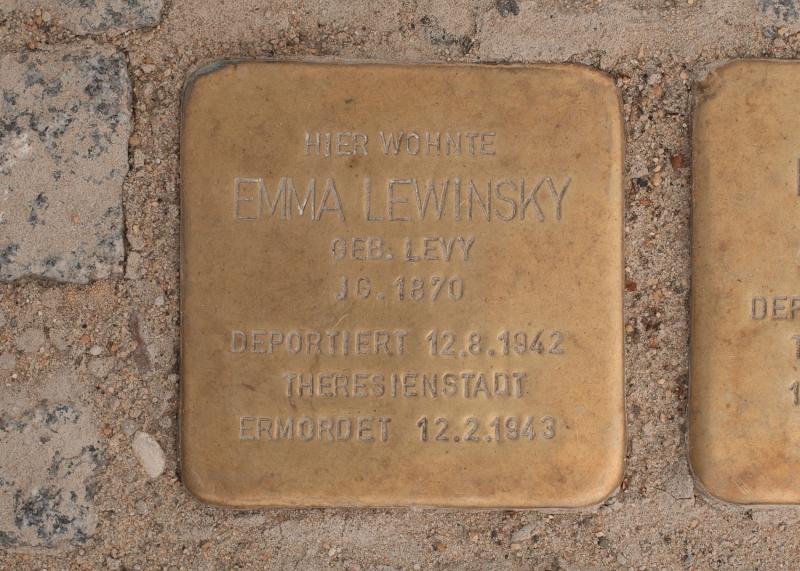 HIER WOHNTE
EMMA LEWINSKY
GEB. LEVY
JG. 1870
DEPORTIERT 12.8.1942
THERESIENSTADT
ERMORDET 12.2.1943